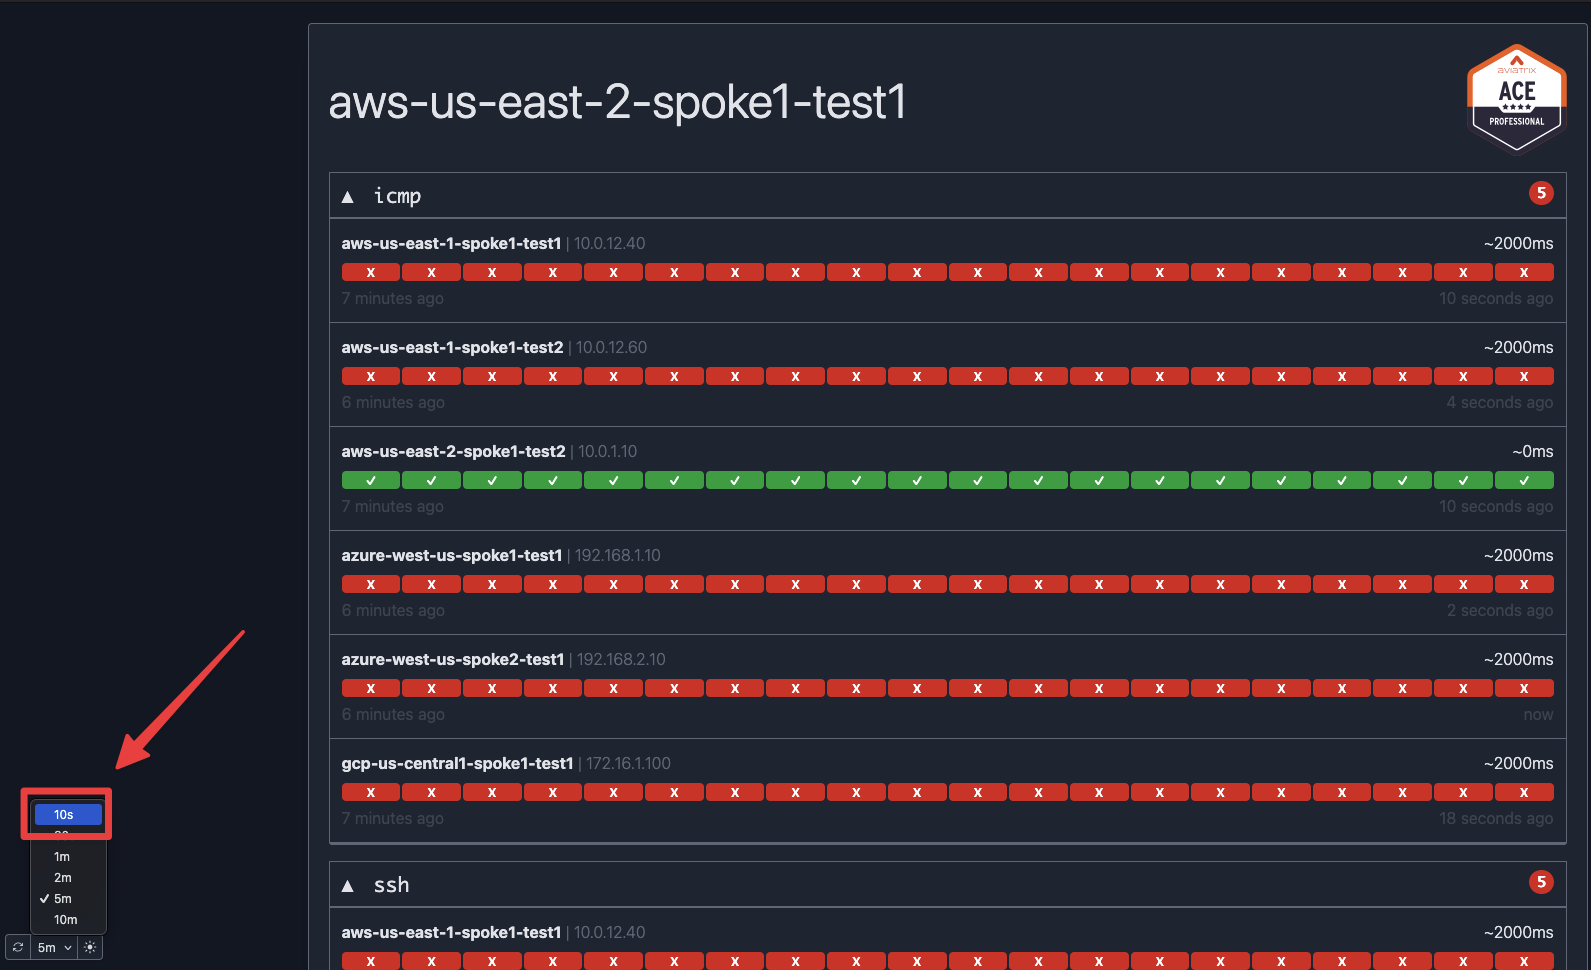 aws-us-east-2-spoke1-test1
aviatrix
ACE
PROFESSIONAL
▲ icmp 5
aws-us-east-1-spoke1-test1 | 10.0.12.40 ~2000ms
x x x x x x x x x x x x x x x x x x x x
7 minutes ago 10 seconds ago
aws-us-east-1-spoke1-test2 | 10.0.12.60 ~2000ms
x x x x x x x x x x x x x x x x x x x x
6 minutes ago 4 seconds ago
aws-us-east-2-spoke1-test2 | 10.0.1.10 ~0ms
✓ ✓ ✓ ✓ ✓ ✓ ✓ ✓ ✓ ✓ ✓ ✓ ✓ ✓ ✓ ✓ ✓ ✓ ✓ ✓
7 minutes ago 10 seconds ago
azure-west-us-spoke1-test1 | 192.168.1.10 ~2000ms
x x x x x x x x x x x x x x x x x x x x
6 minutes ago 2 seconds ago
azure-west-us-spoke2-test1 | 192.168.2.10 ~2000ms
x x x x x x x x x x x x x x x x x x x x
6 minutes ago now
gcp-us-central1-spoke1-test1 | 172.16.1.100 ~2000ms
x x x x x x x x x x x x x x x x x x x x
7 minutes ago 18 seconds ago
▲ ssh 5
aws-us-east-1-spoke1-test1 | 10.0.12.40 ~2000ms
x x x x x x x x x x x x x x x x x x x x
10s
1m
2m
✓ 5m
10m
5m